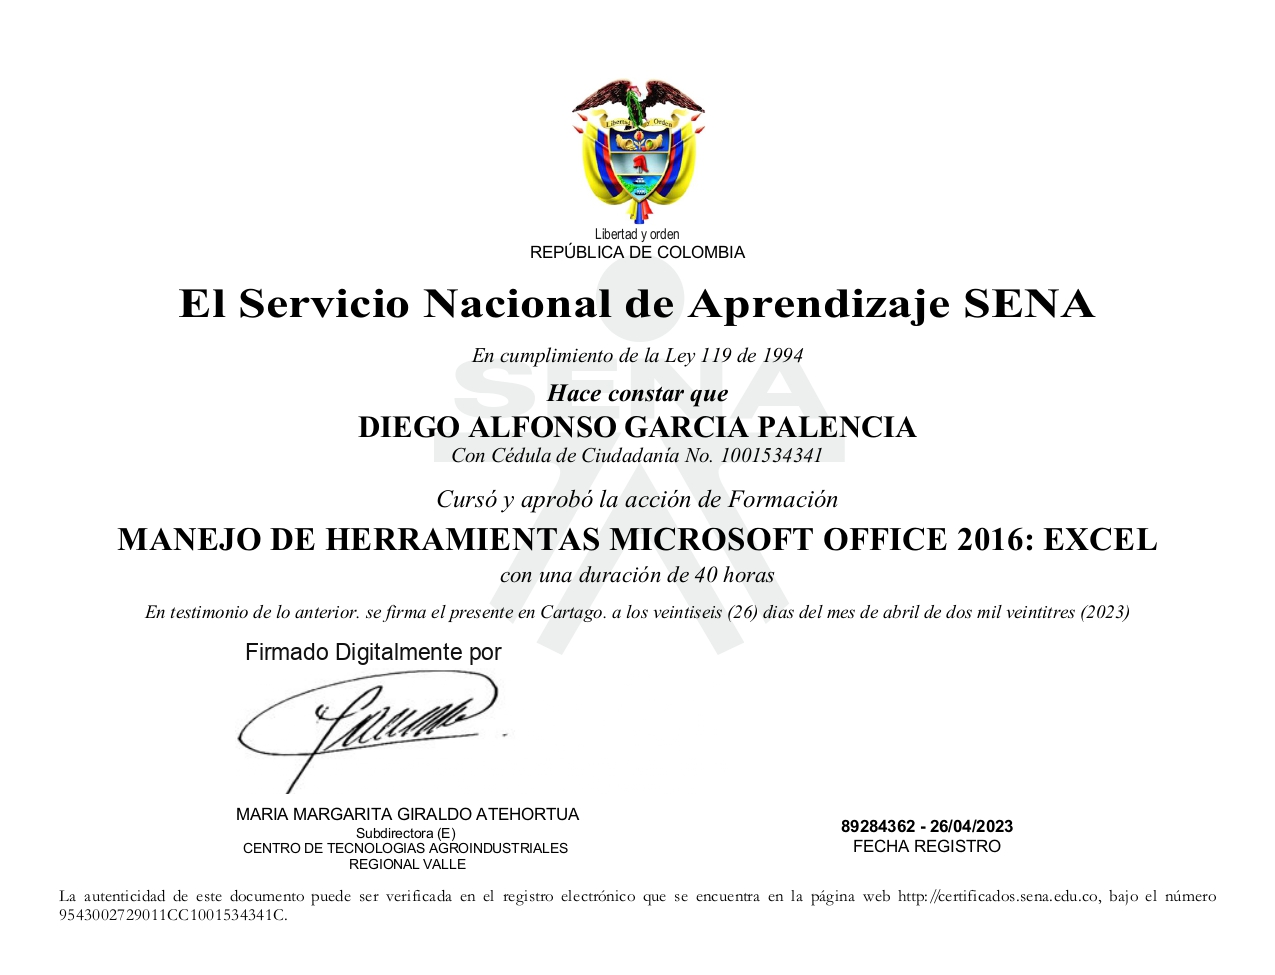 Libertad y Orden
Libertad y orden
REPÚBLICA DE COLOMBIA
El Servicio Nacional de Aprendizaje SENA
En cumplimiento de la Ley 119 de 1994
SENA
Hace constar que
DIEGO ALFONSO GARCIA PALENCIA
Con Cédula de Ciudadanía No. 1001534341
Cursó y aprobó la acción de Formación
MANEJO DE HERRAMIENTAS MICROSOFT OFFICE 2016: EXCEL
con una duración de 40 horas
En testimonio de lo anterior. se firma el presente en Cartago. a los veintiseis (26) dias del mes de abril de dos mil veintitres (2023)
Firmado Digitalmente por
MARIA MARGARITA GIRALDO ATEHORTUA
Subdirectora (E)
CENTRO DE TECNOLOGIAS AGROINDUSTRIALES
REGIONAL VALLE
89284362 - 26/04/2023
FECHA REGISTRO
La autenticidad de este documento puede ser verificada en el registro electrónico que se encuentra en la página web http://certificados.sena.edu.co, bajo el número
9543002729011CC1001534341C.